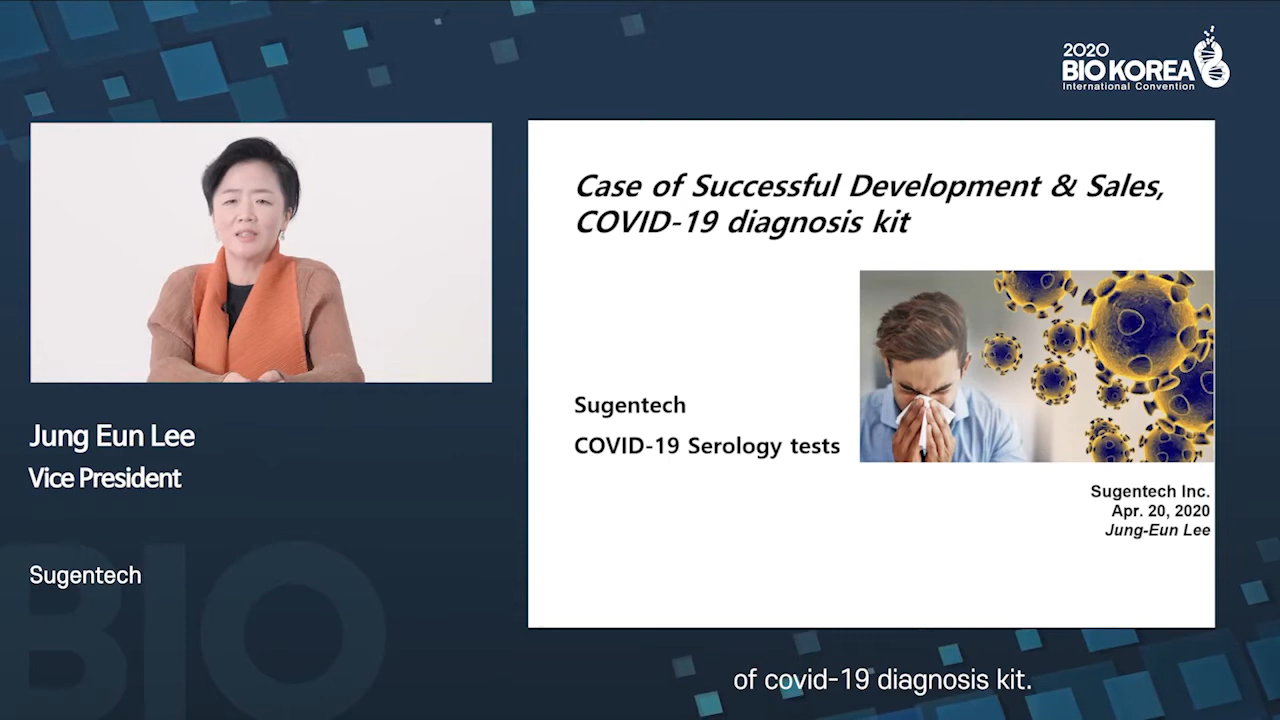 2020
BIO KOREA
International Convention
Case of Successful Development & Sales,
COVID-19 diagnosis kit
Sugentech
COVID-19 Serology tests
Sugentech Inc.
Apr. 20, 2020
Jung-Eun Lee
Jung Eun Lee
Vice President
Sugentech
BIO
of covid-19 diagnosis kit.